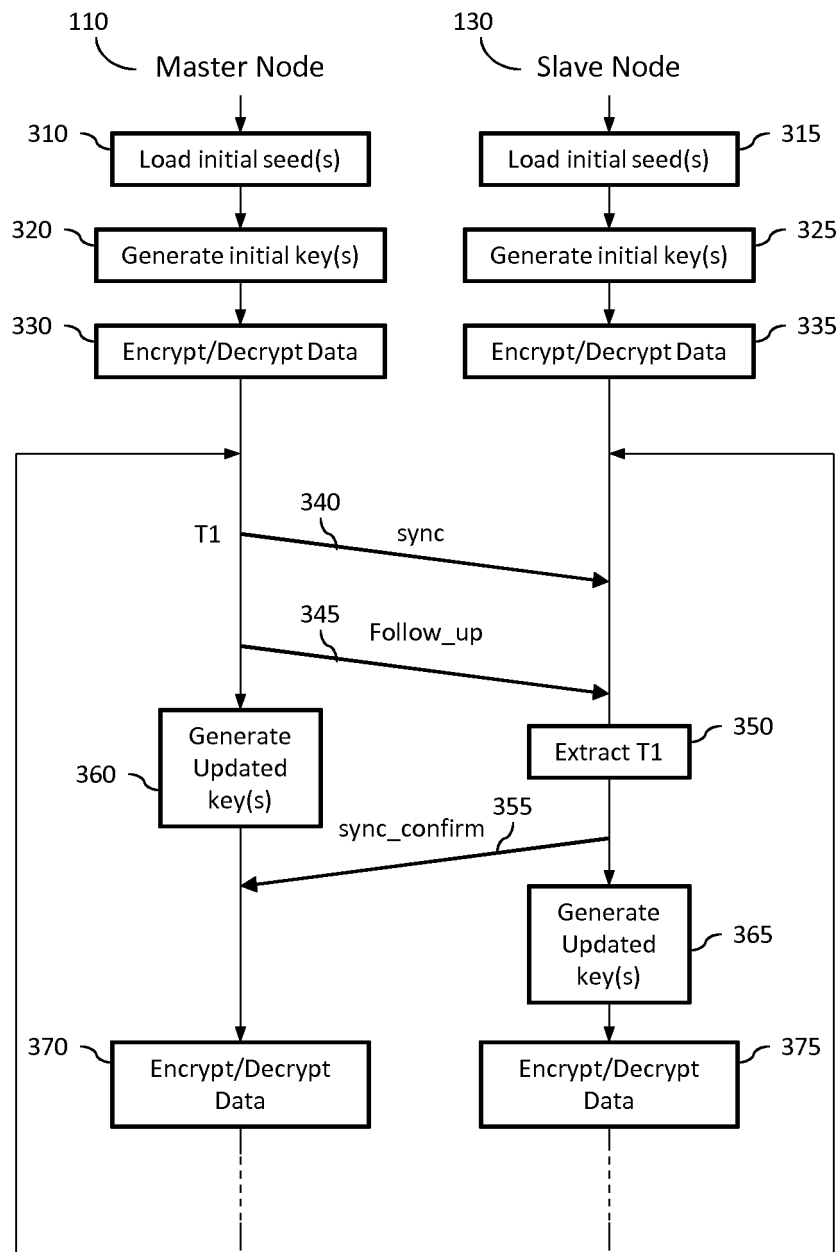 110
130
Master Node
Slave Node
310
Load initial seed(s)
Load initial seed(s)
315
320
Generate initial key(s)
Generate initial key(s)
325
330
Encrypt/Decrypt Data
Encrypt/Decrypt Data
335
340
T1
sync
345
Follow_up
Generate
Updated
key(s)
360
Extract T1
350
sync_confirm
355
Generate
Updated
key(s)
365
370
Encrypt/Decrypt
Data
Encrypt/Decrypt
Data
375